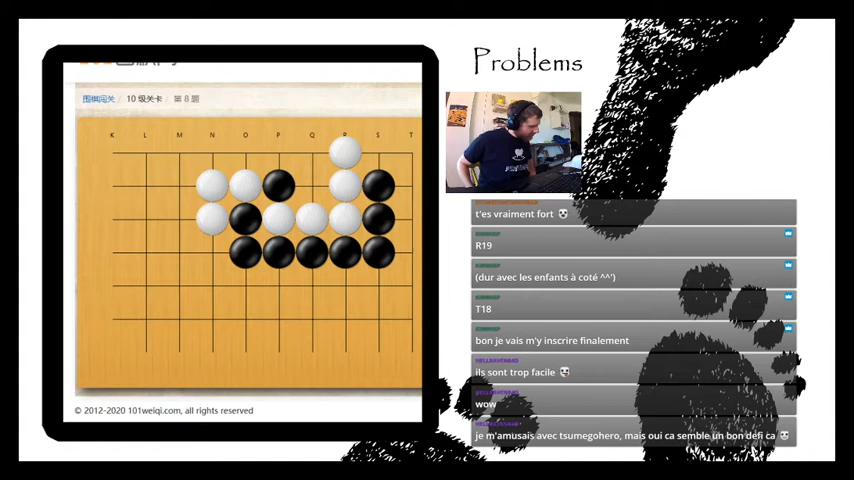 Problems
围棋闯关 / 10 级关卡 / 第 8 题
K L M N O P Q R S T
© 2012-2020 101weiqi.com, all rights reserved
t'es vraiment fort
R19
(dur avec les enfants à coté ^^')
T18
bon je vais m'y inscrire finalement
ils sont trop facile
wow
je m'amusais avec tsumegohero, mais oui ca semble un bon défi ca